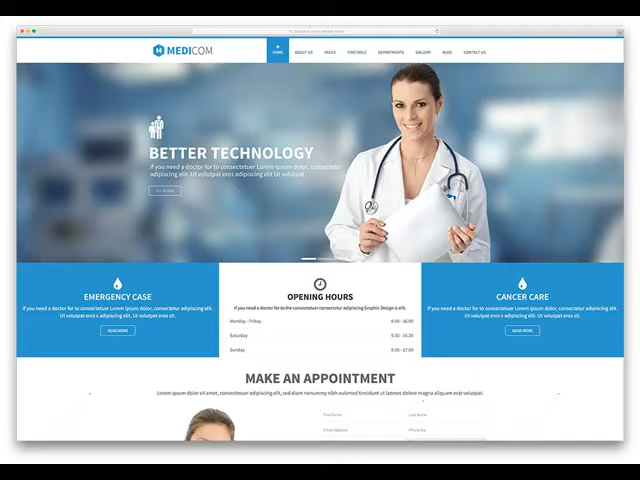 MEDICOM
HOME ABOUT US PAGES TIMETABLE DEPARTMENTS GALLERY BLOG CONTACT US
BETTER TECHNOLOGY
If you need a doctor for to consectetuer Lorem ipsum dolor, consectetur
adipiscing elit. Ut volutpat eros adipiscing elit Ut volutpat.
EMERGENCY CASE
If you need a doctor for to consectetuer Lorem ipsum dolor, consectetur adipiscing elit.
Ut volutpat eros s adipiscing elit Ut volutpat eros sit.
READ MORE
OPENING HOURS
If you need a doctor to the consectetuer consectetur adipiscing Graphic Design is elit.
Monday - Friday 8.00 - 16.00
Saturday 9.30 - 15.30
Sunday 9.30 - 17.00
CANCER CARE
If you need a doctor for to consectetuer Lorem ipsum dolor, consectetur adipiscing elit.
Ut volutpat eros s adipiscing elit Ut volutpat eros sit.
READ MORE
MAKE AN APPOINTMENT
Lorem ipsum dolor sit amet, consectetur adipiscing elit, sed diam nonummy nibh euismod tincidunt ut laoreet dolore magna aliquam erat volutpat.
First Name Last Name
Email Address Phone No